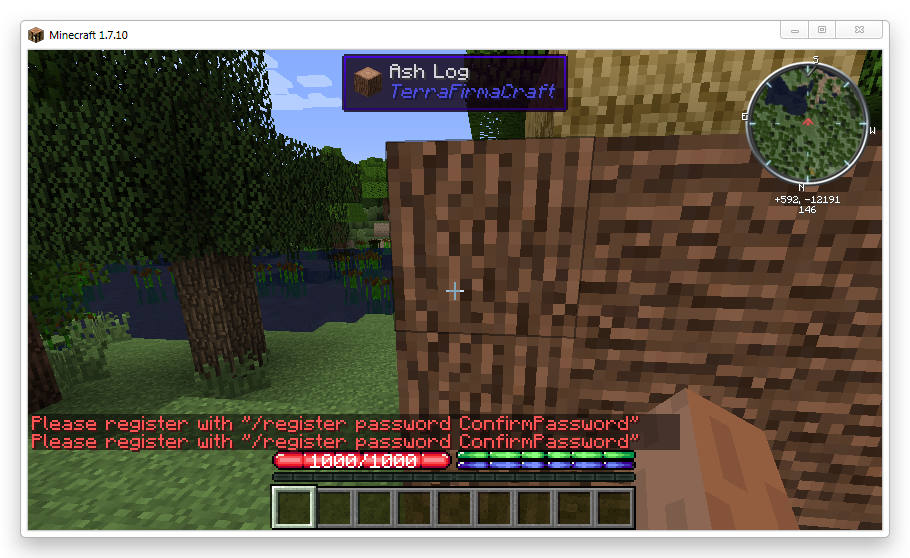 Minecraft 1.7.10
Ash Log
TerraFirmaCraft
S
E
W
N
+592, -12191
146
Please register with "/register password ConfirmPassword"
Please register with "/register password ConfirmPassword"
1000/1000